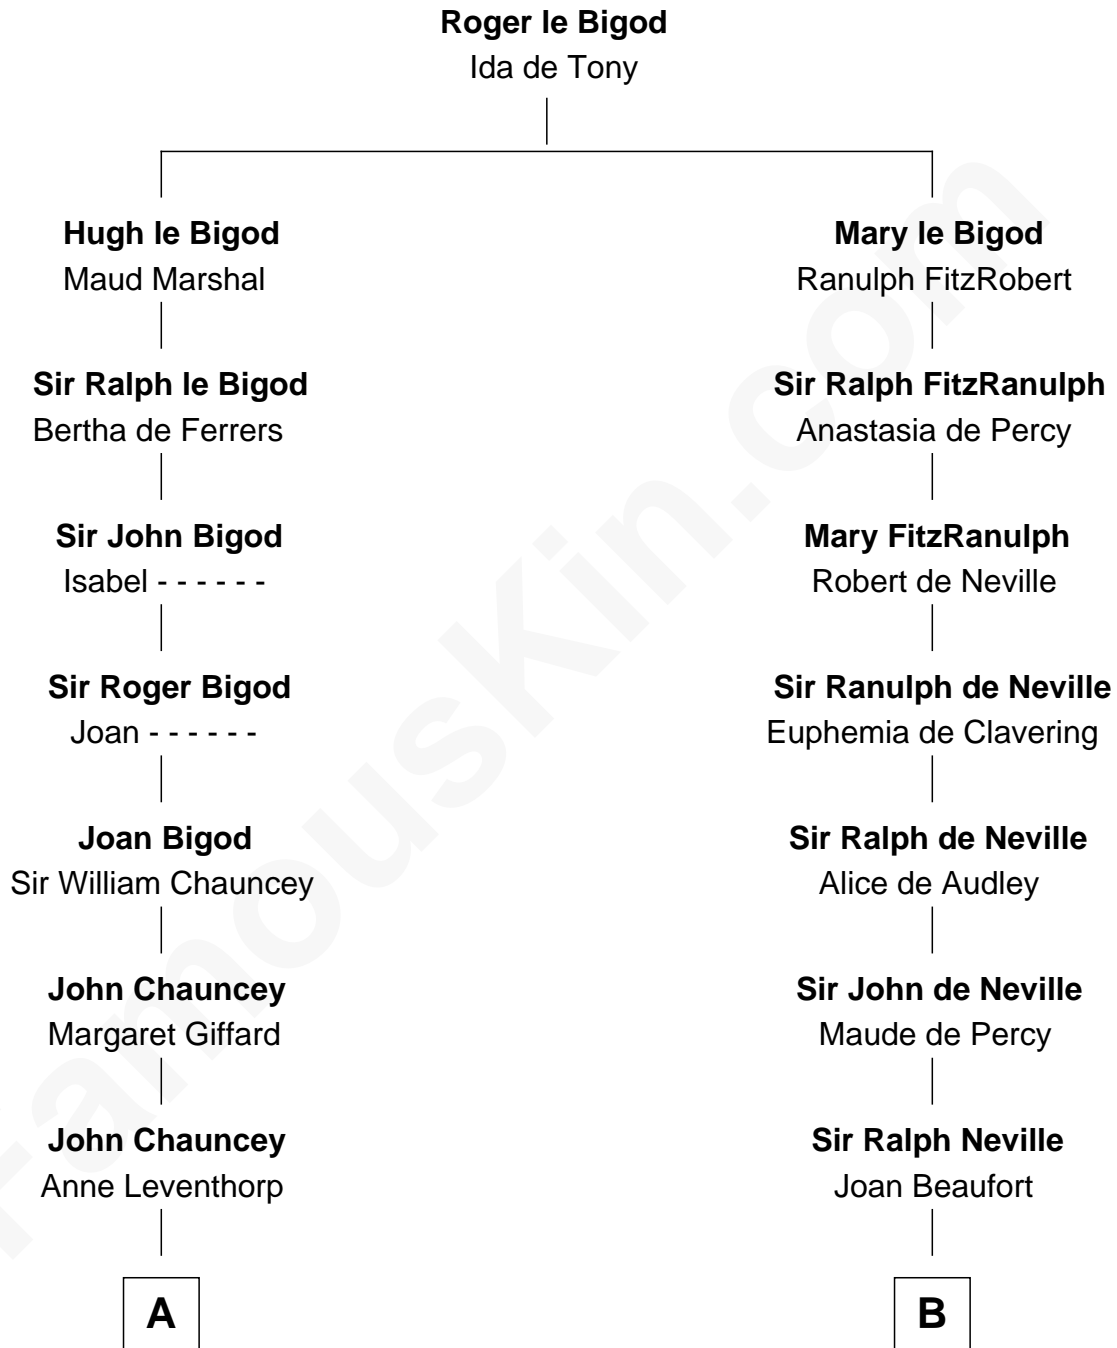 Roger le Bigod
Ida de Tony
Hugh le Bigod
Maud Marshal
Mary le Bigod
Ranulph FitzRobert
Sir Ralph le Bigod
Bertha de Ferrers
Sir Ralph FitzRanulph
Anastasia de Percy
Sir John Bigod
Isabel - - - - - -
Mary FitzRanulph
Robert de Neville
Sir Roger Bigod
Joan - - - - - -
Sir Ranulph de Neville
Euphemia de Clavering
Joan Bigod
Sir William Chauncey
Sir Ralph de Neville
Alice de Audley
John Chauncey
Margaret Giffard
Sir John de Neville
Maude de Percy
John Chauncey
Anne Leventhorp
Sir Ralph Neville
Joan Beaufort
A
B
FamousKin.com